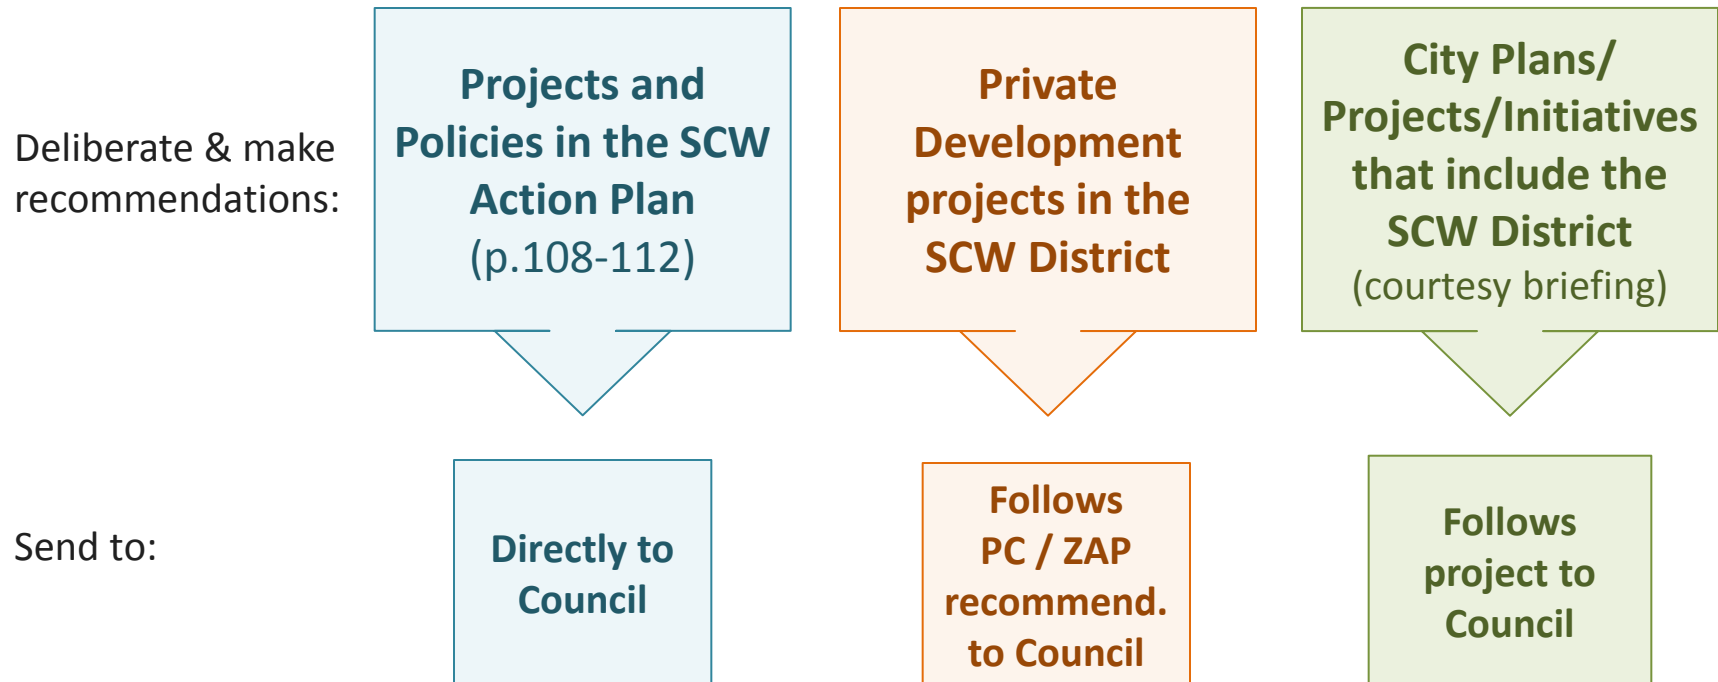 Deliberate & make
recommendations:
Projects and
Policies in the SCW
Action Plan
(p.108-112)
Private
Development
projects in the
SCW District
City Plans/
Projects/Initiatives
that include the
SCW District
(courtesy briefing)
Send to:
Directly to
Council
Follows
PC / ZAP
recommend.
to Council
Follows
project to
Council